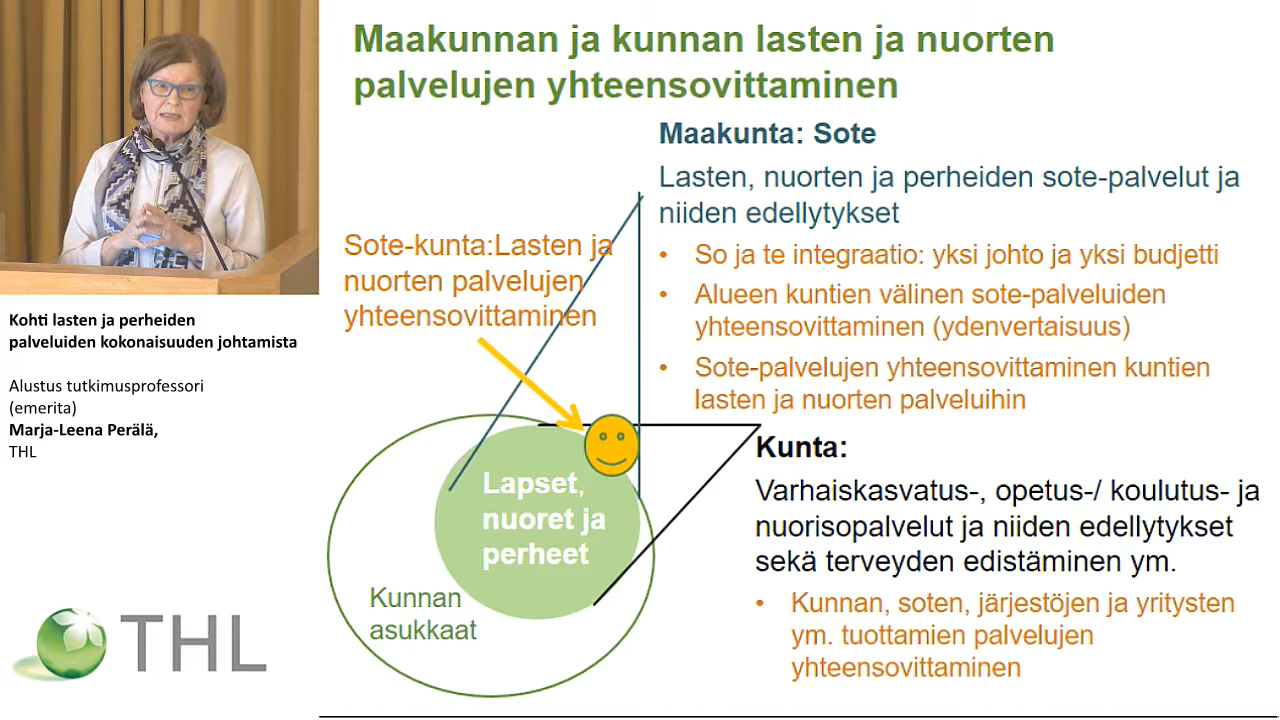 Maakunnan ja kunnan lasten ja nuorten
palvelujen yhteensovittaminen
Maakunta: Sote
Lasten, nuorten ja perheiden sote-palvelut ja
niiden edellytykset
• So ja te integraatio: yksi johto ja yksi budjetti
• Alueen kuntien välinen sote-palveluiden
yhteensovittaminen (ydenvertaisuus)
• Sote-palvelujen yhteensovittaminen kuntien
lasten ja nuorten palveluihin
Sote-kunta:Lasten ja
nuorten palvelujen
yhteensovittaminen
Lapset,
nuoret ja
perheet
Kunnan
asukkaat
Kunta:
Varhaiskasvatus-, opetus-/ koulutus- ja
nuorisopalvelut ja niiden edellytykset
sekä terveyden edistäminen ym.
• Kunnan, soten, järjestöjen ja yritysten
ym. tuottamien palvelujen
yhteensovittaminen
Kohti lasten ja perheiden
palveluiden kokonaisuuden johtamista
Alustus tutkimusprofessori
(emerita)
Marja-Leena Perälä,
THL
THL